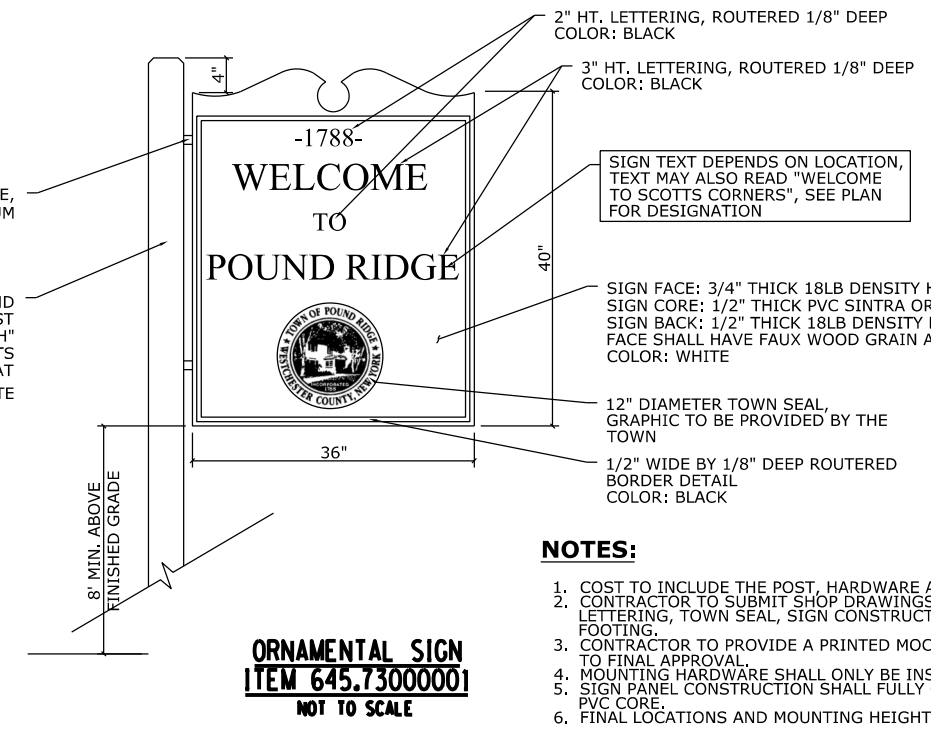 2" HT. LETTERING, ROUTERED 1/8" DEEP
COLOR: BLACK
3" HT. LETTERING, ROUTERED 1/8" DEEP
COLOR: BLACK
4"
-1788-
WELCOME
TO
POUND RIDGE
TOWN OF POUND RIDGE
WESTCHESTER COUNTY, NEW YORK
INCORPORATED
1788
SIGN TEXT DEPENDS ON LOCATION,
TEXT MAY ALSO READ "WELCOME
TO SCOTTS CORNERS", SEE PLAN
FOR DESIGNATION
40"
SIGN FACE: 3/4" THICK 18LB DENSITY H
SIGN CORE: 1/2" THICK PVC SINTRA OR
SIGN BACK: 1/2" THICK 18LB DENSITY
FACE SHALL HAVE FAUX WOOD GRAIN A
COLOR: WHITE
12" DIAMETER TOWN SEAL,
GRAPHIC TO BE PROVIDED BY THE
TOWN
36"
1/2" WIDE BY 1/8" DEEP ROUTERED
BORDER DETAIL
COLOR: BLACK
E,
UM
ND
ST
H"
TS
AT
TE
8' MIN. ABOVE
FINISHED GRADE
ORNAMENTAL SIGN
ITEM 645.73000001
NOT TO SCALE
NOTES:
1. COST TO INCLUDE THE POST, HARDWARE A
2. CONTRACTOR TO SUBMIT SHOP DRAWINGS
LETTERING, TOWN SEAL, SIGN CONSTRUCT
FOOTING.
3. CONTRACTOR TO PROVIDE A PRINTED MOC
TO FINAL APPROVAL.
4. MOUNTING HARDWARE SHALL ONLY BE INS
5. SIGN PANEL CONSTRUCTION SHALL FULLY
PVC CORE.
6. FINAL LOCATIONS AND MOUNTING HEIGHT